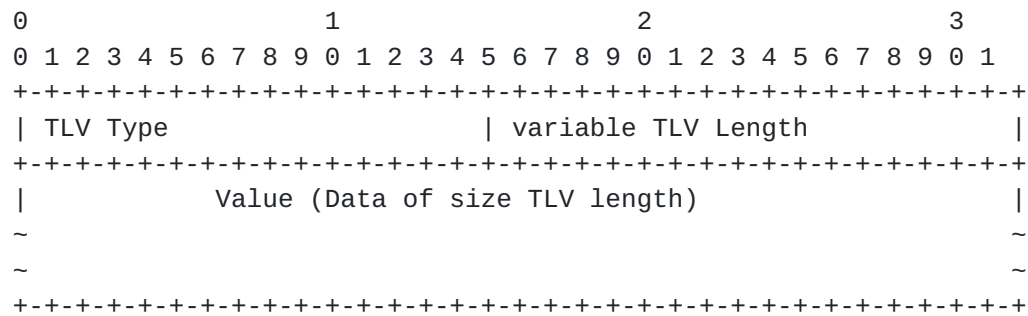 0                   1                   2                   3
0 1 2 3 4 5 6 7 8 9 0 1 2 3 4 5 6 7 8 9 0 1 2 3 4 5 6 7 8 9 0 1
+-+-+-+-+-+-+-+-+-+-+-+-+-+-+-+-+-+-+-+-+-+-+-+-+-+-+-+-+-+-+-+-+
| TLV Type                    | variable TLV Length             |
+-+-+-+-+-+-+-+-+-+-+-+-+-+-+-+-+-+-+-+-+-+-+-+-+-+-+-+-+-+-+-+-+
|            Value (Data of size TLV length)                    |
~                                                               ~
~                                                               ~
+-+-+-+-+-+-+-+-+-+-+-+-+-+-+-+-+-+-+-+-+-+-+-+-+-+-+-+-+-+-+-+-+